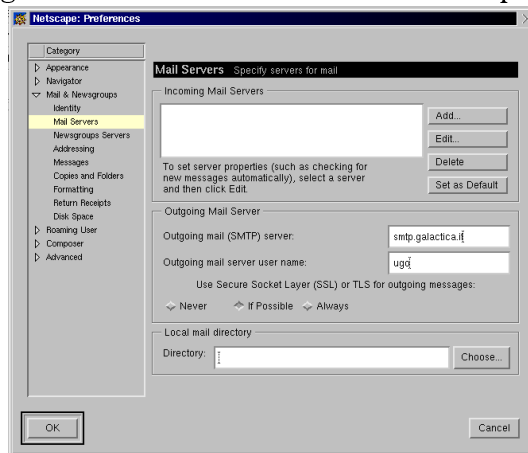 Netscape: Preferences
Category
Appearance
Navigator
Mail & Newsgroups
Identity
Mail Servers
Newsgroups Servers
Addressing
Messages
Copies and Folders
Formatting
Return Receipts
Disk Space
Roaming User
Composer
Advanced
Mail Servers Specify servers for mail
Incoming Mail Servers
Add...
Edit...
Delete
Set as Default
To set server properties (such as checking for
new messages automatically), select a server
and then click Edit.
Outgoing Mail Server
Outgoing mail (SMTP) server: smtp.galactica.it
Outgoing mail server user name: ugo
Use Secure Socket Layer (SSL) or TLS for outgoing messages:
Never If Possible Always
Local mail directory
Directory: Choose...
OK Cancel